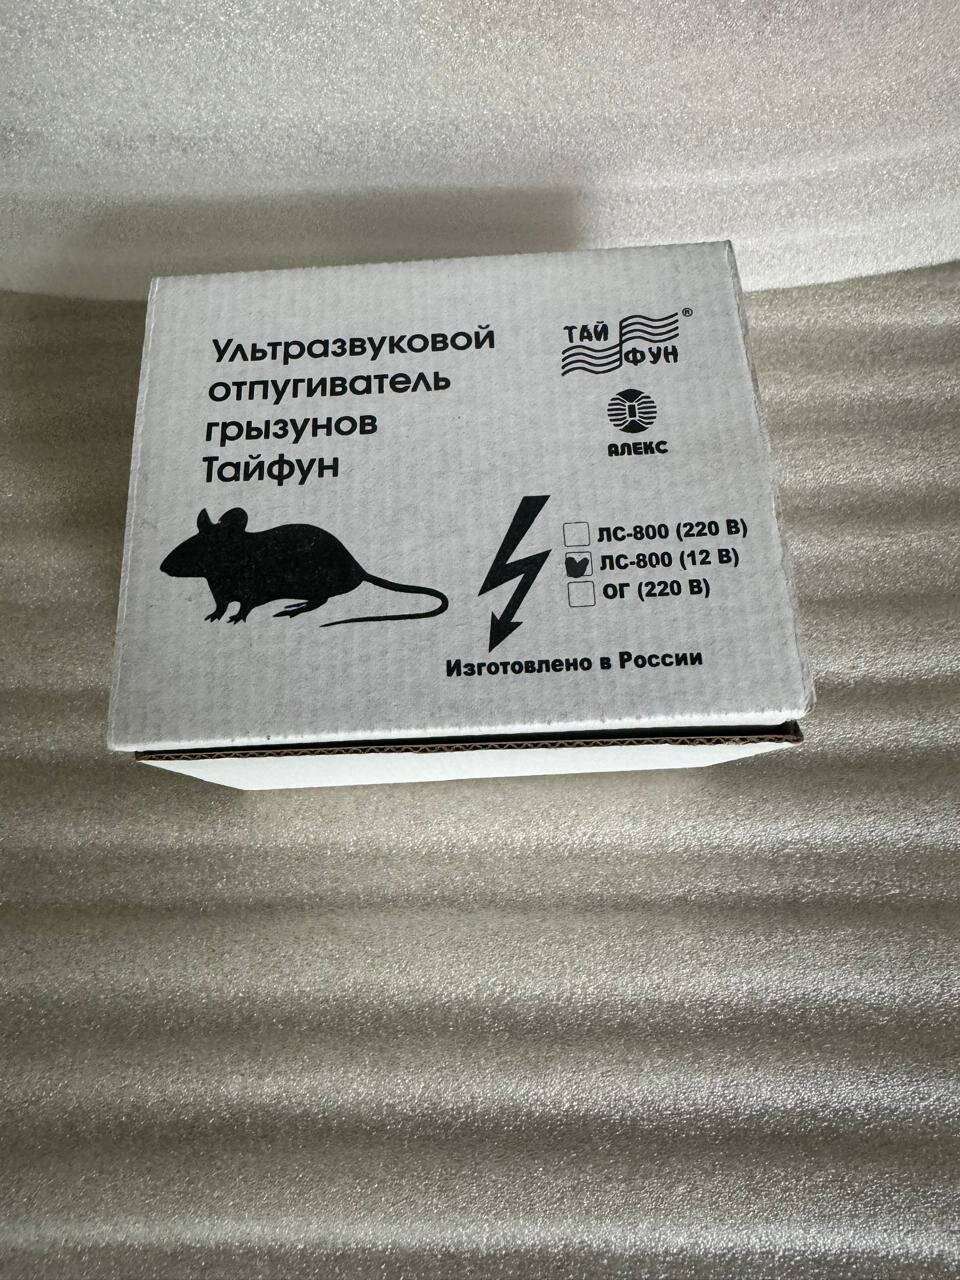 Ультразвуковой
отпугиватель
грызунов
Тайфун
ТАЙ
ФУН
®
АЛЕКС
ЛС-800 (220 В)
ЛС-800 (12 В)
ОГ (220 В)
Изготовлено в России